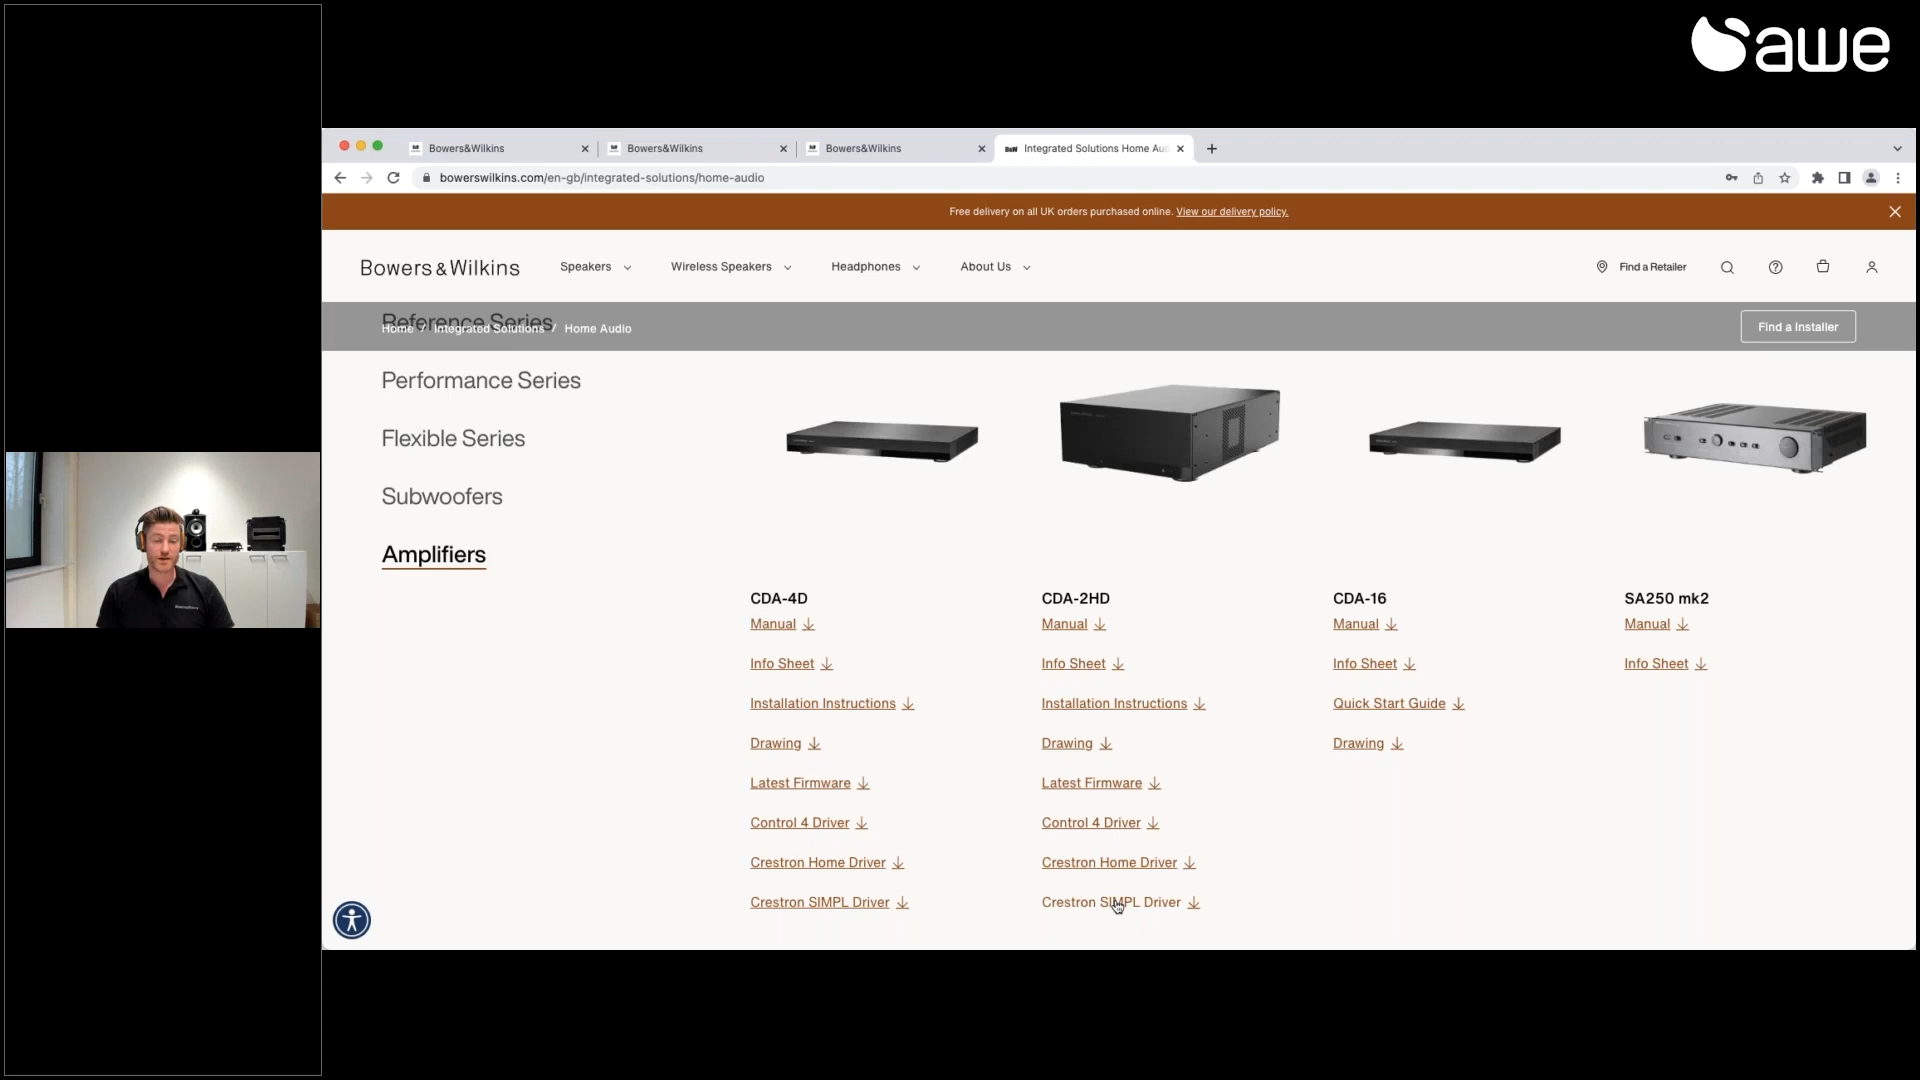 awe
Bowers&Wilkins
Bowers&Wilkins
Bowers&Wilkins
Integrated Solutions Home Au
bowerswilkins.com/en-gb/integrated-solutions/home-audio
Free delivery on all UK orders purchased online. View our delivery policy.
Bowers & Wilkins
Speakers
Wireless Speakers
Headphones
About Us
Find a Retailer
Reference Series
Home / Integrated Solutions / Home Audio
Find a Installer
Performance Series
Flexible Series
Subwoofers
Amplifiers
CDA-4D
Manual
Info Sheet
Installation Instructions
Drawing
Latest Firmware
Control 4 Driver
Crestron Home Driver
Crestron SIMPL Driver
CDA-2HD
Manual
Info Sheet
Installation Instructions
Drawing
Latest Firmware
Control 4 Driver
Crestron Home Driver
Crestron SIMPL Driver
CDA-16
Manual
Info Sheet
Quick Start Guide
Drawing
SA250 mk2
Manual
Info Sheet